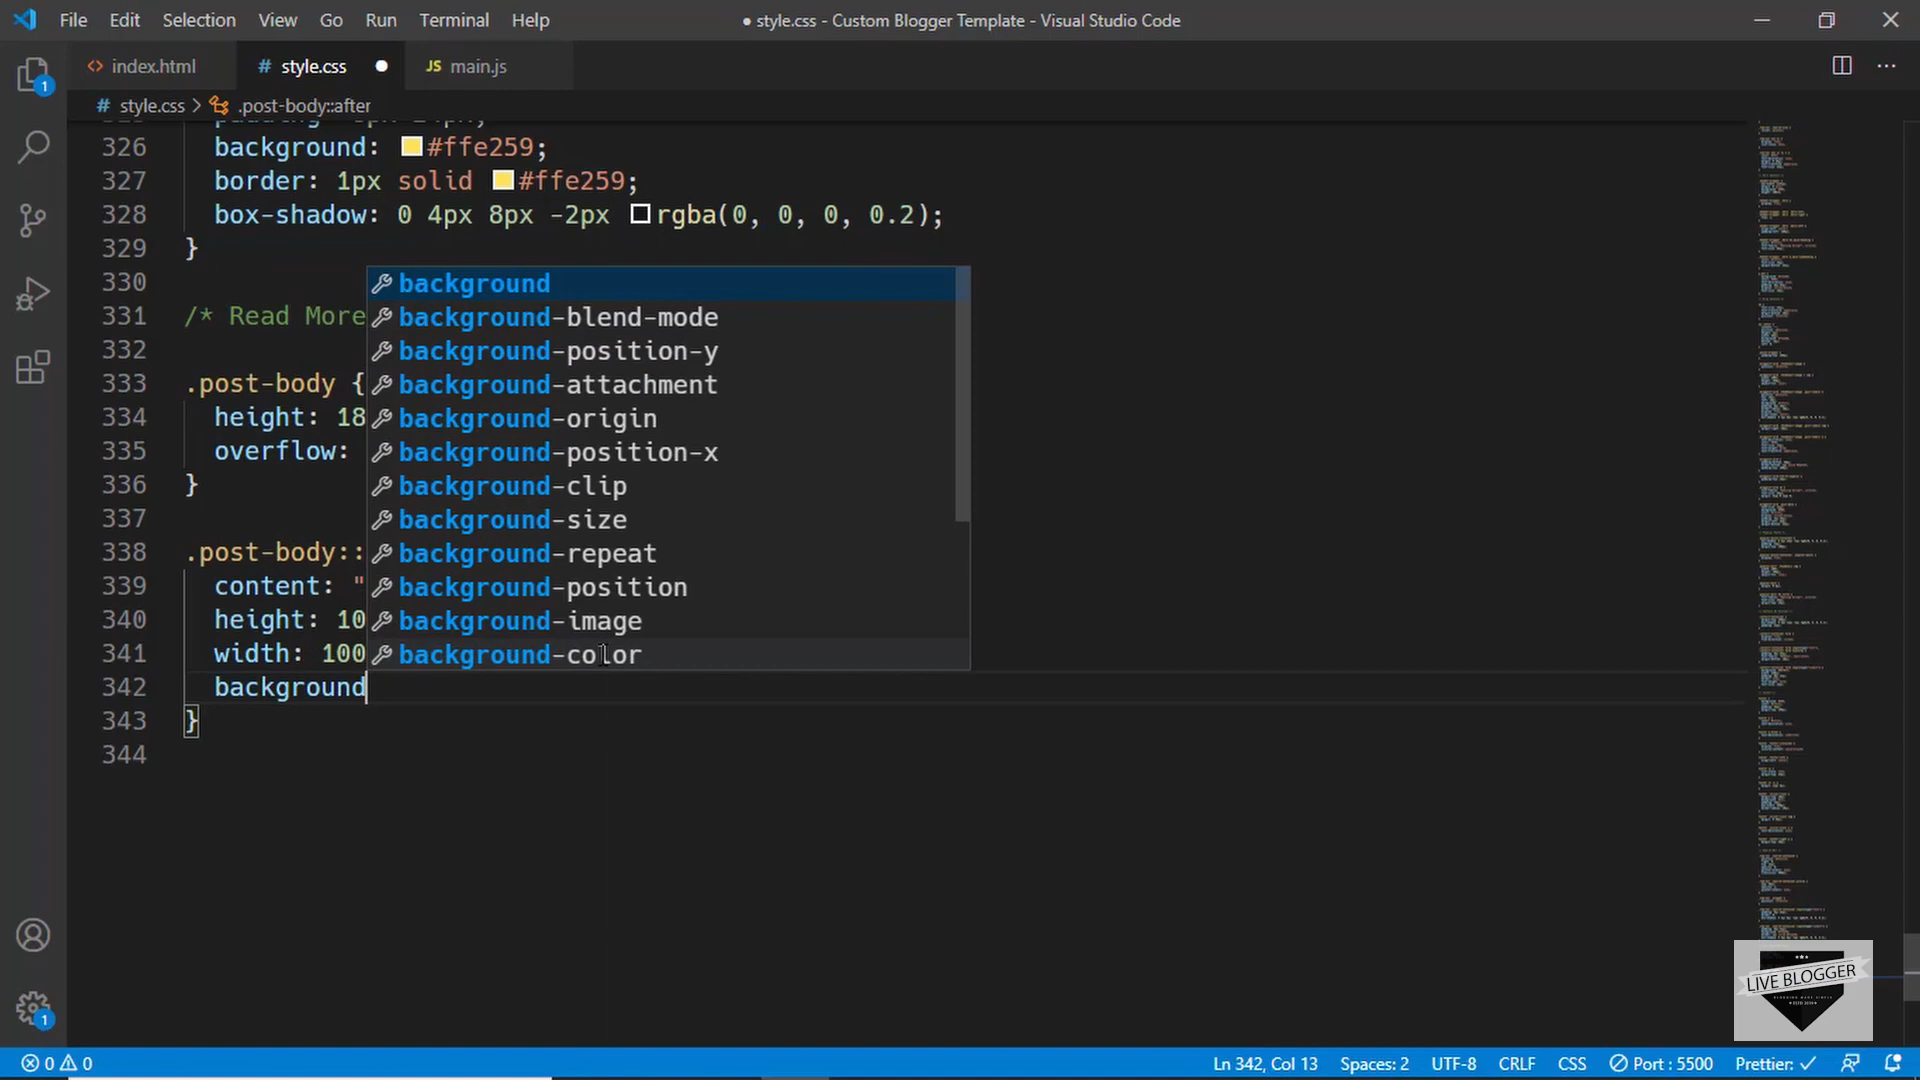 File Edit Selection View Go Run Terminal Help
● style.css - Custom Blogger Template - Visual Studio Code
<> index.html # style.css ● JS main.js
# style.css > .post-body::after
326 background: #ffe259;
327 border: 1px solid #ffe259;
328 box-shadow: 0 4px 8px -2px rgba(0, 0, 0, 0.2);
329 }
330
331 /* Read More
332
333 .post-body {
334 height: 18
335 overflow:
336 }
337
338 .post-body::
339 content: "
340 height: 10
341 width: 100
342 background
343 }
344
background
background-blend-mode
background-position-y
background-attachment
background-origin
background-position-x
background-clip
background-size
background-repeat
background-position
background-image
background-color
1
1
LIVE BLOGGER
0 0 Ln 342, Col 13 Spaces: 2 UTF-8 CRLF CSS Port : 5500 Prettier: ✓